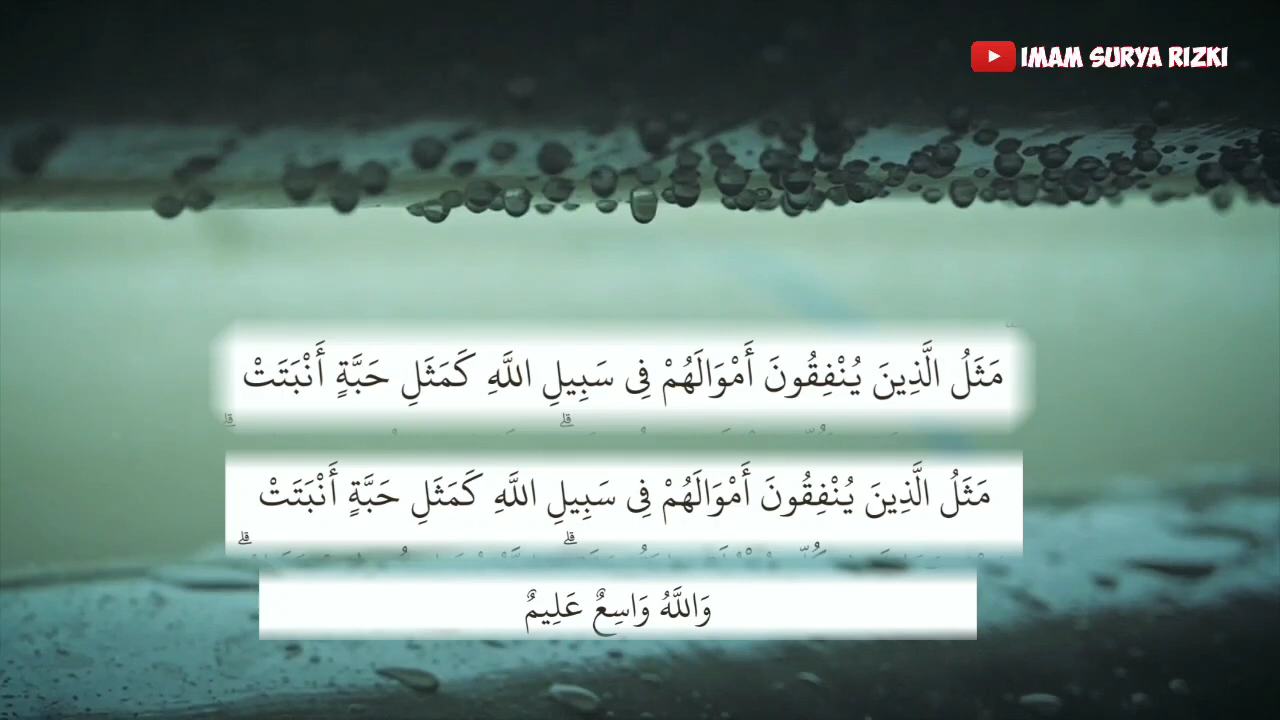 IMAM SURYA RIZKI
مَثَلُ الَّذِينَ يُنْفِقُونَ أَمْوَالَهُمْ فِى سَبِيلِ اللَّهِ كَمَثَلِ حَبَّةٍ أَنْبَتَتْ
مَثَلُ الَّذِينَ يُنْفِقُونَ أَمْوَالَهُمْ فِى سَبِيلِ اللَّهِ كَمَثَلِ حَبَّةٍ أَنْبَتَتْ
وَاللَّهُ وَاسِعٌ عَلِيمٌ